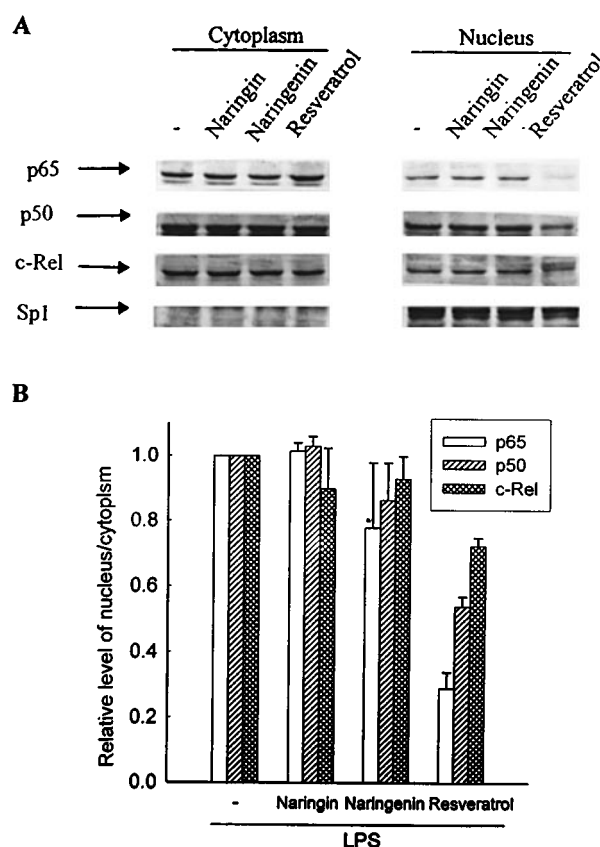 A
Cytoplasm Nucleus
- Naringin Naringenin Resveratrol - Naringin Naringenin Resveratrol
p65
p50
c-Rel
Sp1
B
Relative level of nucleus/cytoplsm
1.0
0.8
0.6
0.4
0.2
0.0
p65
p50
c-Rel
- Naringin Naringenin Resveratrol
LPS